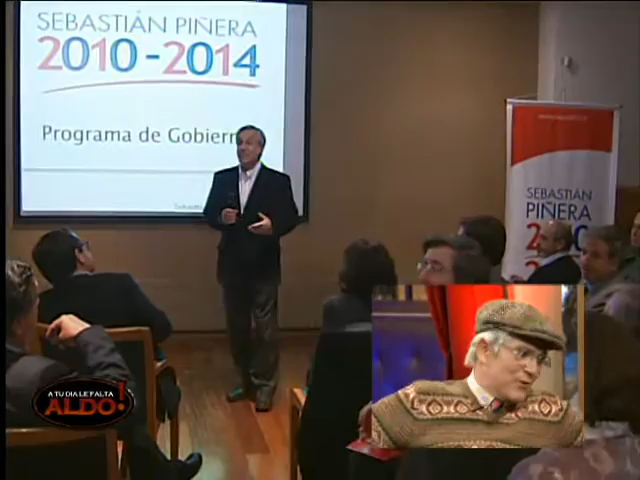 SEBASTIÁN PIÑERA
2010-2014
Programa de Gobierno
SEBASTIÁN
PIÑERA
A TU DIA LE FALTA
ALDO!